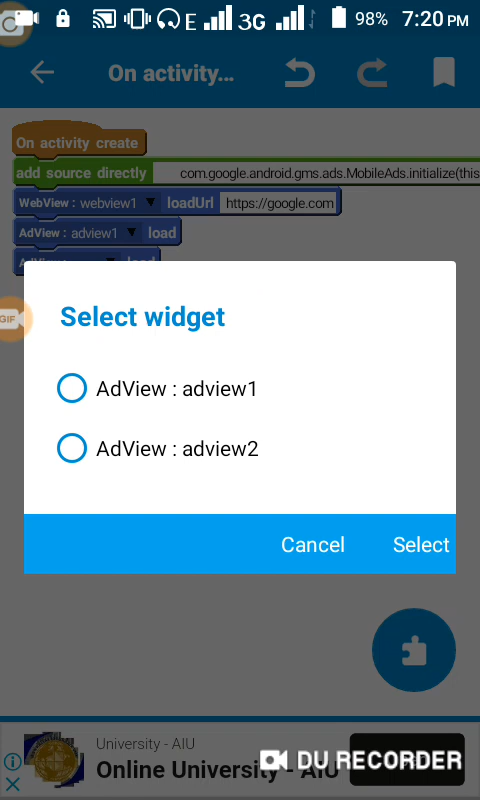 E 3G 98% 7:20 PM
On activity...
On activity create
add source directly com.google.android.gms.ads.MobileAds.initialize(this
WebView : webview1 loadUrl https://google.com
AdView : adview1 load
GIF
Select widget
AdView : adview1
AdView : adview2
Cancel Select
University - AIU
Online University - AIU
DU RECORDER